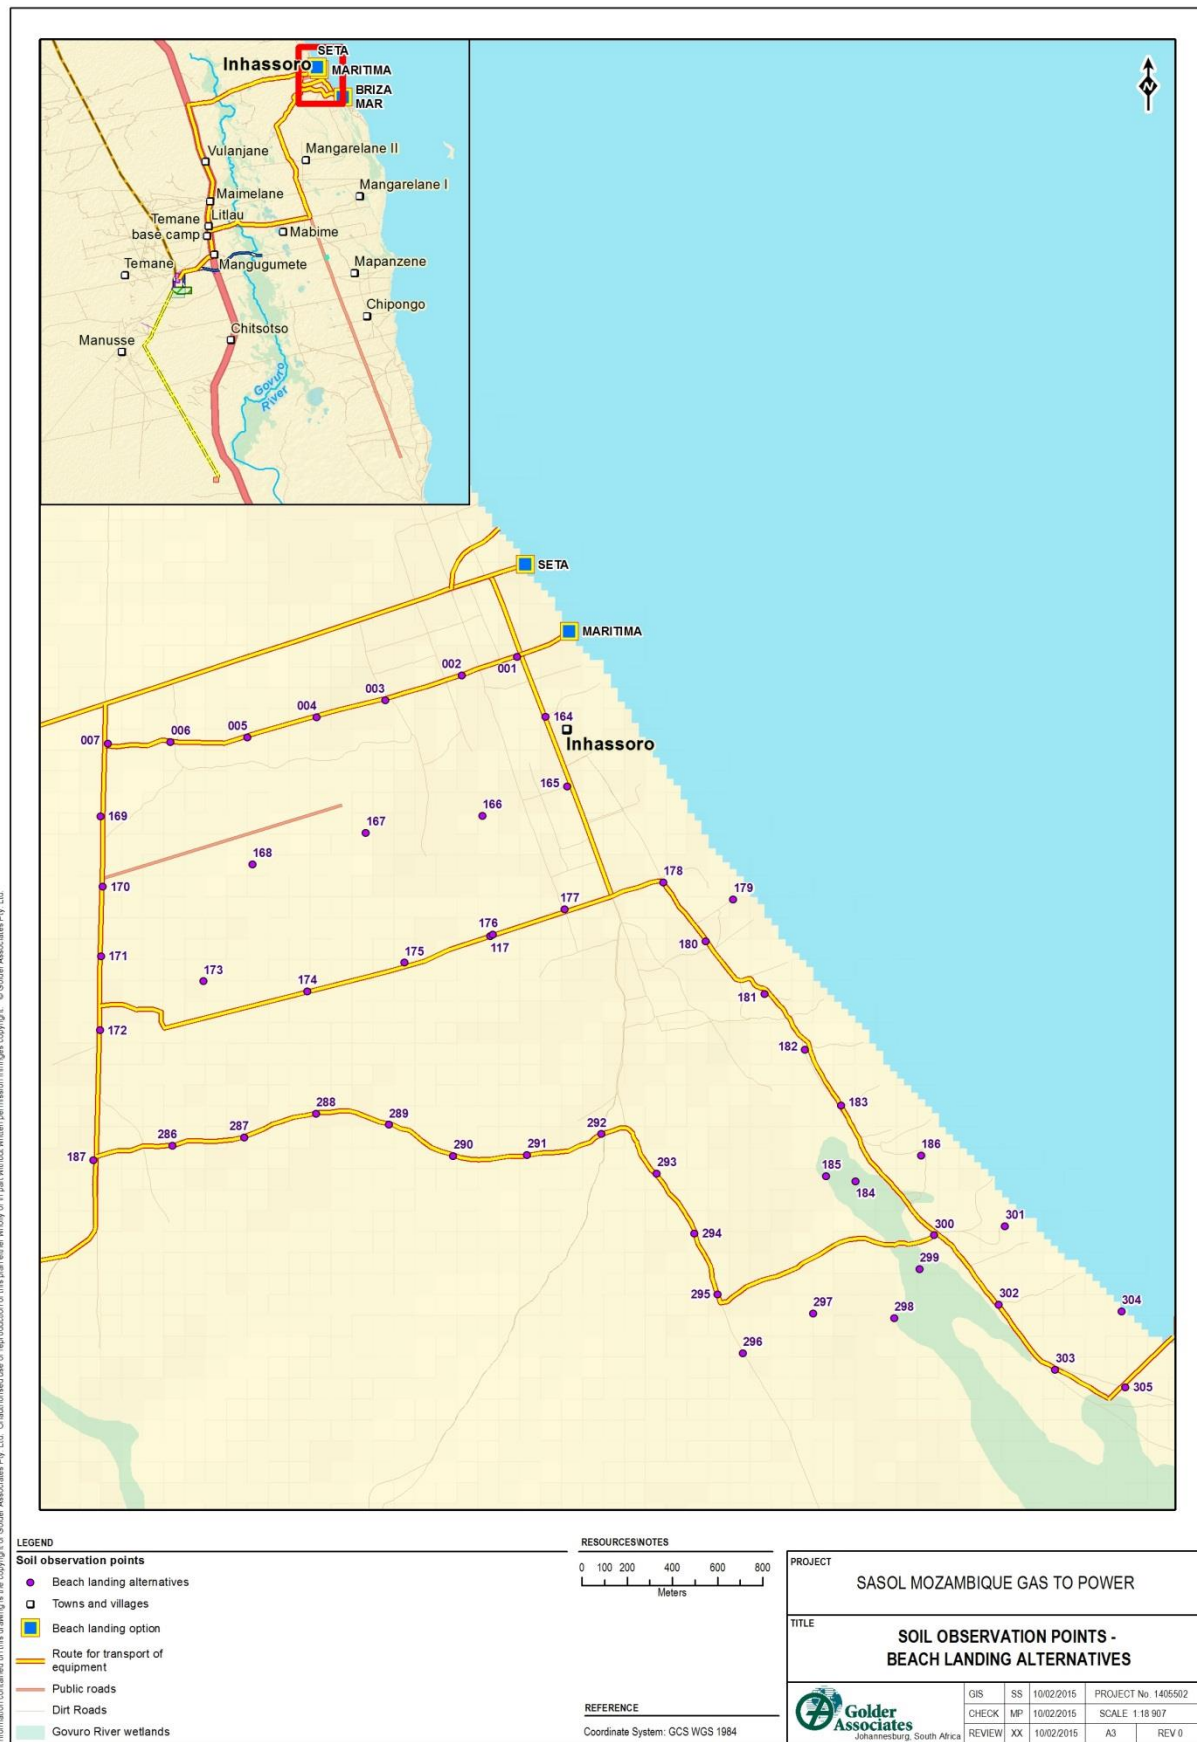 SETA
Inhassoro
MARITIMA
BRIZA
MAR
Vulanjane
Mangarelane II
Maimelane
Mangarelane I
Temane
Litlau
base camp
Mabime
Temane
Mangugumete
Mapanzene
Chipongo
Manusse
Chitsotso
Govuro
River
N
SETA
MARITIMA
002
001
003
004
164
005
006
007
Inhassoro
165
169
166
167
168
170
178
179
177
176
117
180
171
175
173
174
181
172
182
183
288
289
287
286
292
187
290
291
293
186
185
184
294
301
300
299
295
297
298
302
304
296
303
305
LEGEND
Soil observation points
Beach landing alternatives
Towns and villages
Beach landing option
Route for transport of
equipment
Public roads
Dirt Roads
Govuro River wetlands
RESOURCES\NOTES
0 100 200 400 600 800
Meters
REFERENCE
Coordinate System: GCS WGS 1984
PROJECT
SASOL MOZAMBIQUE GAS TO POWER
TITLE
SOIL OBSERVATION POINTS -
BEACH LANDING ALTERNATIVES
Golder
Associates
Johannesburg, South Africa
GIS SS 10/02/2015 PROJECT No. 1405502
CHECK MP 10/02/2015 SCALE 1:18 907
REVIEW XX 10/02/2015 A3 REV 0